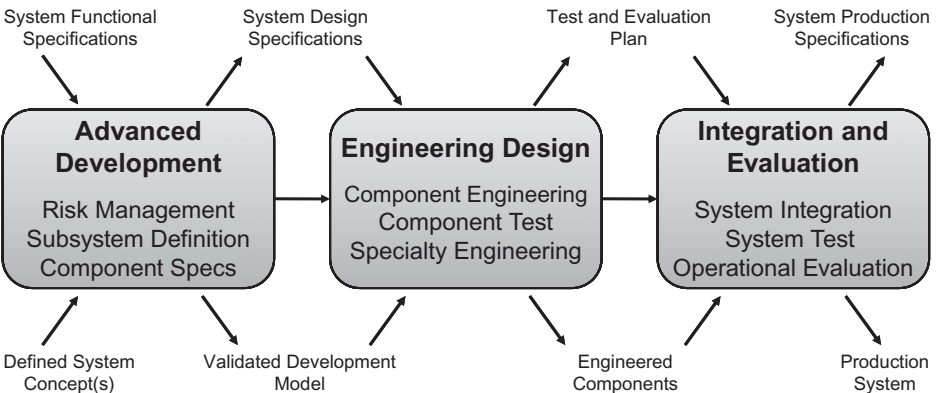 System Functional
Specifications
System Design
Specifications
Test and Evaluation
Plan
System Production
Specifications
Advanced
Development
Risk Management
Subsystem Definition
Component Specs
Engineering Design
Component Engineering
Component Test
Specialty Engineering
Integration and
Evaluation
System Integration
System Test
Operational Evaluation
Defined System
Concept(s)
Validated Development
Model
Engineered
Components
Production
System